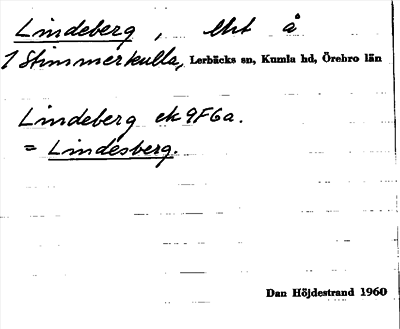 Lindeberg, lht å
1 Stimmerkulla, Lerbäcks sn, Kumla hd, Örebro län
Lindeberg ek 9F6a.
= Lindesberg.
Dan Höjdestrand 1960